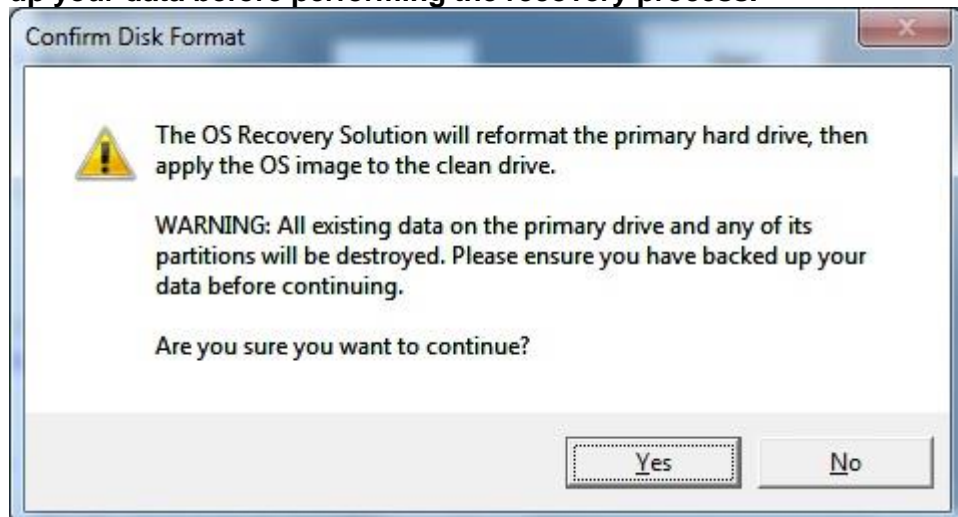 up your data before performing the recovery process.
Confirm Disk Format
The OS Recovery Solution will reformat the primary hard drive, then
apply the OS image to the clean drive.
WARNING: All existing data on the primary drive and any of its
partitions will be destroyed. Please ensure you have backed up your
data before continuing.
Are you sure you want to continue?
Yes
No